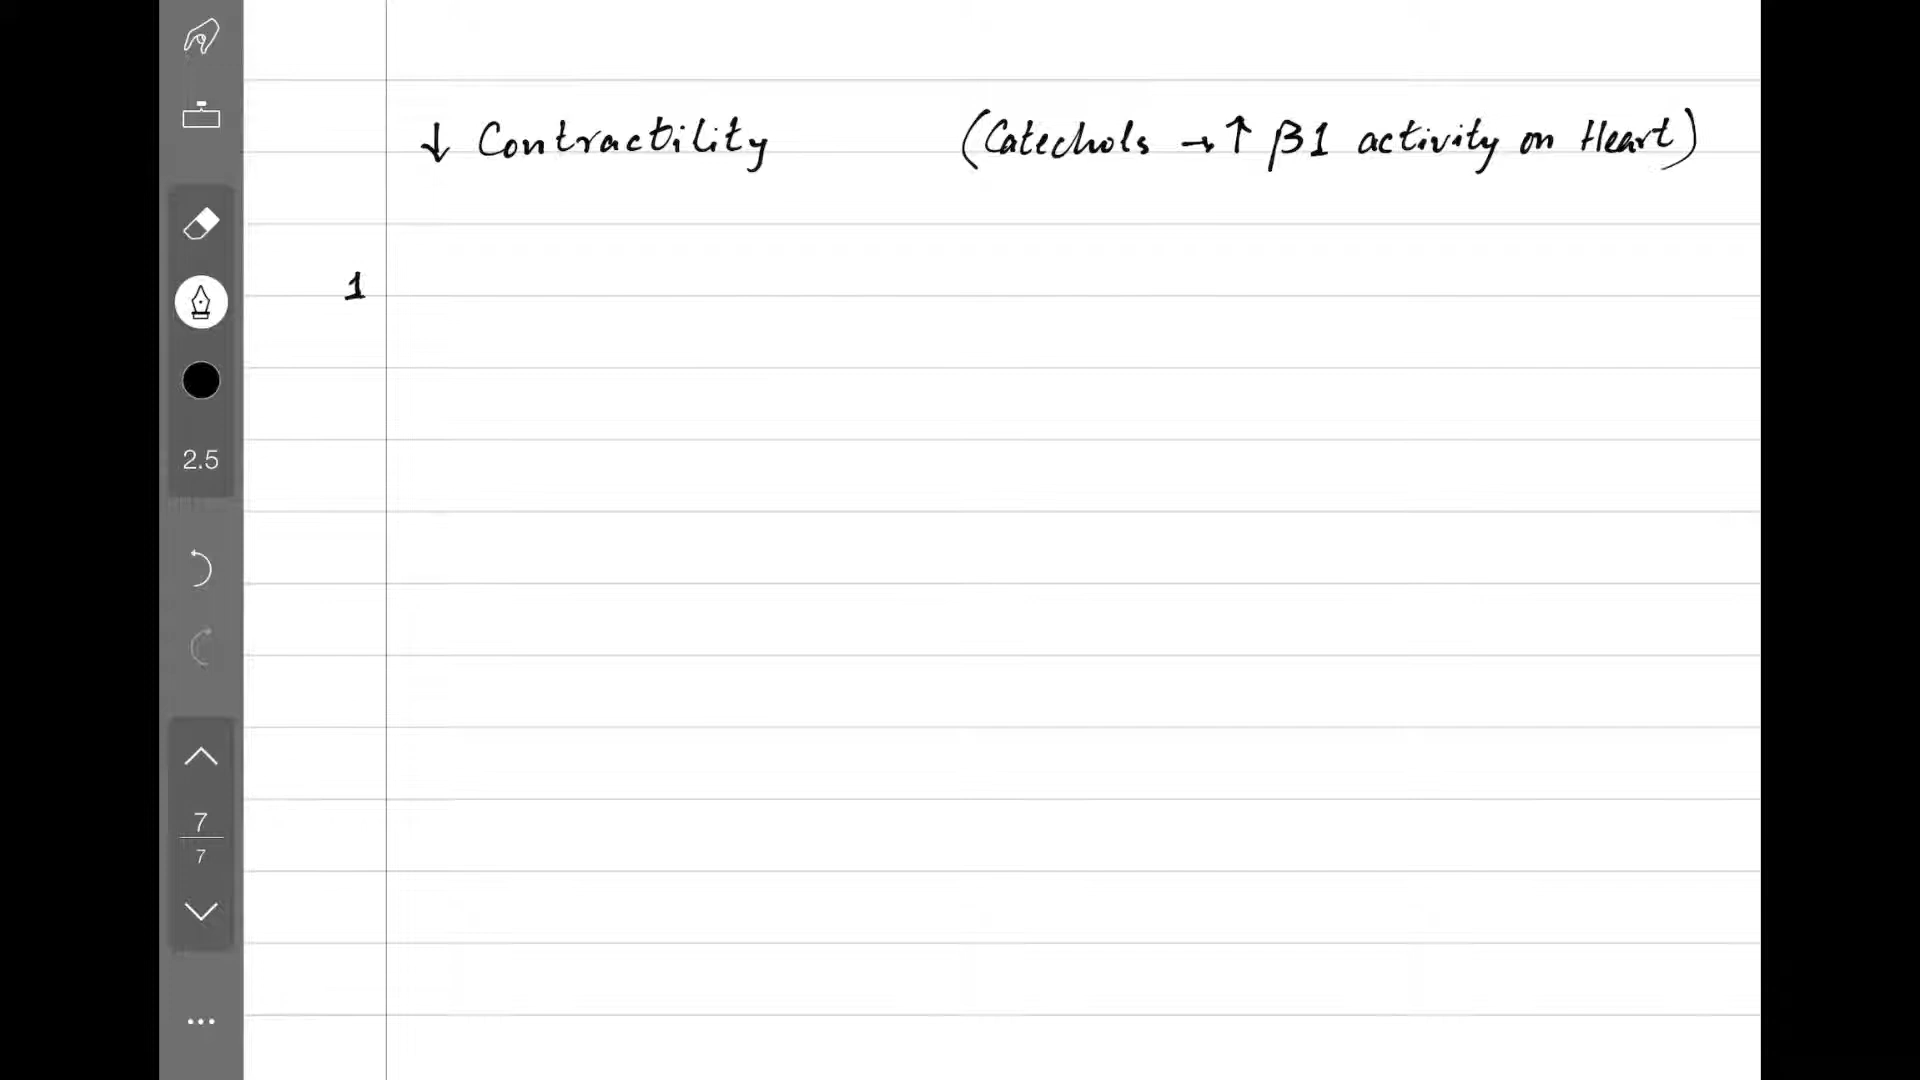 ↓ Contractility (Catechols → ↑ β1 activity on Heart)
1
2.5
7
7